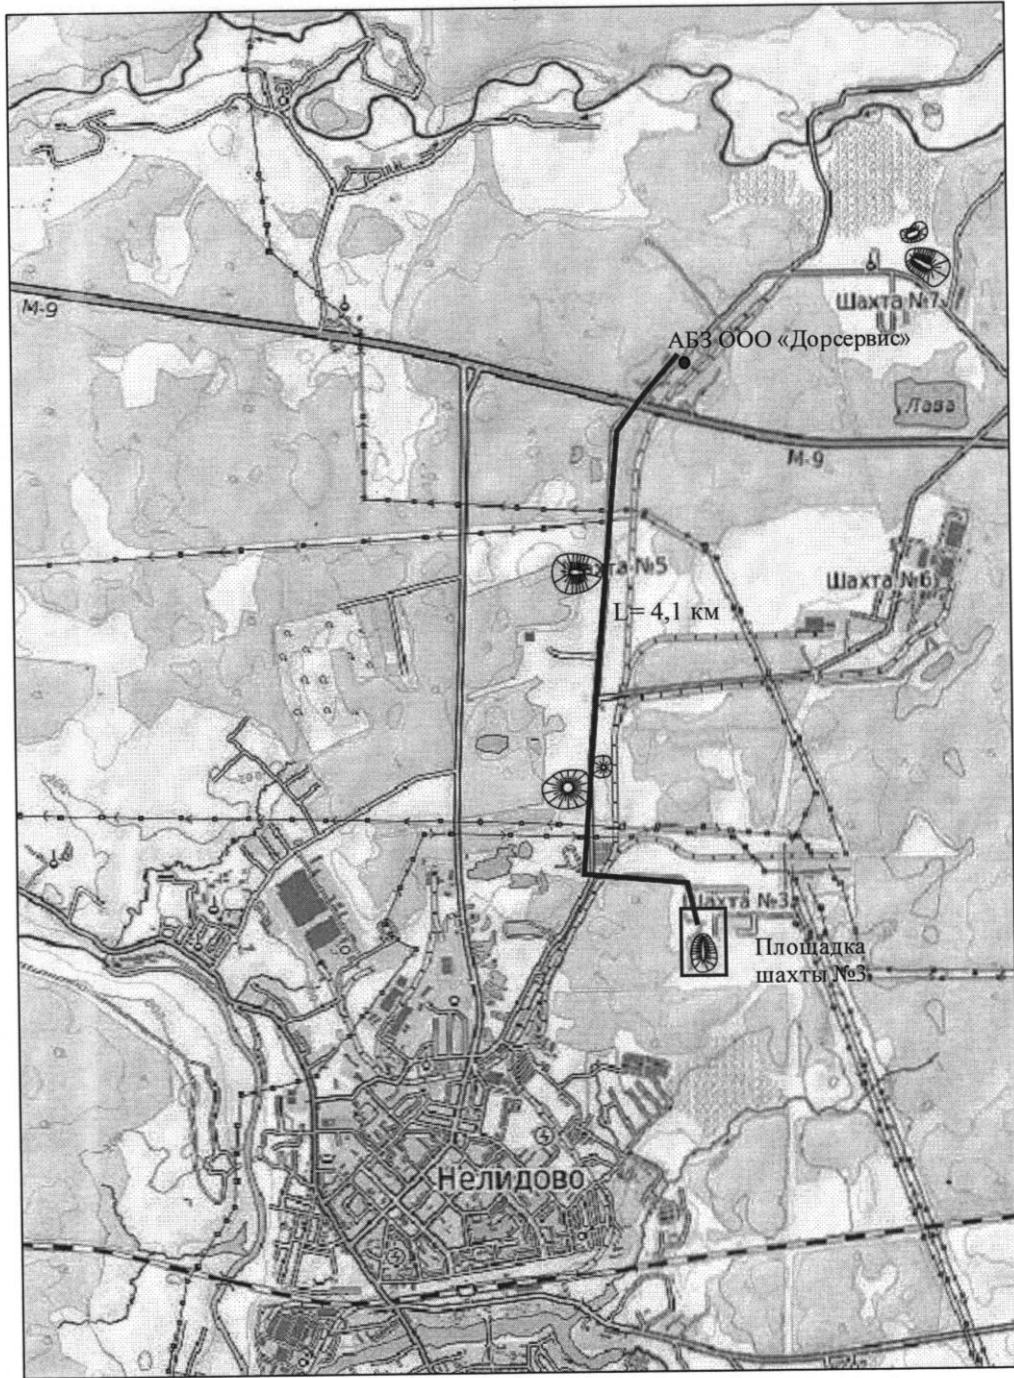 М-9
Шахта №7
АБЗ ООО «Дорсервис»
Лава
М-9
Шахта №5
Шахта №6
L= 4,1 км
Шахта №3
Площадка
шахты №3
Нелидово